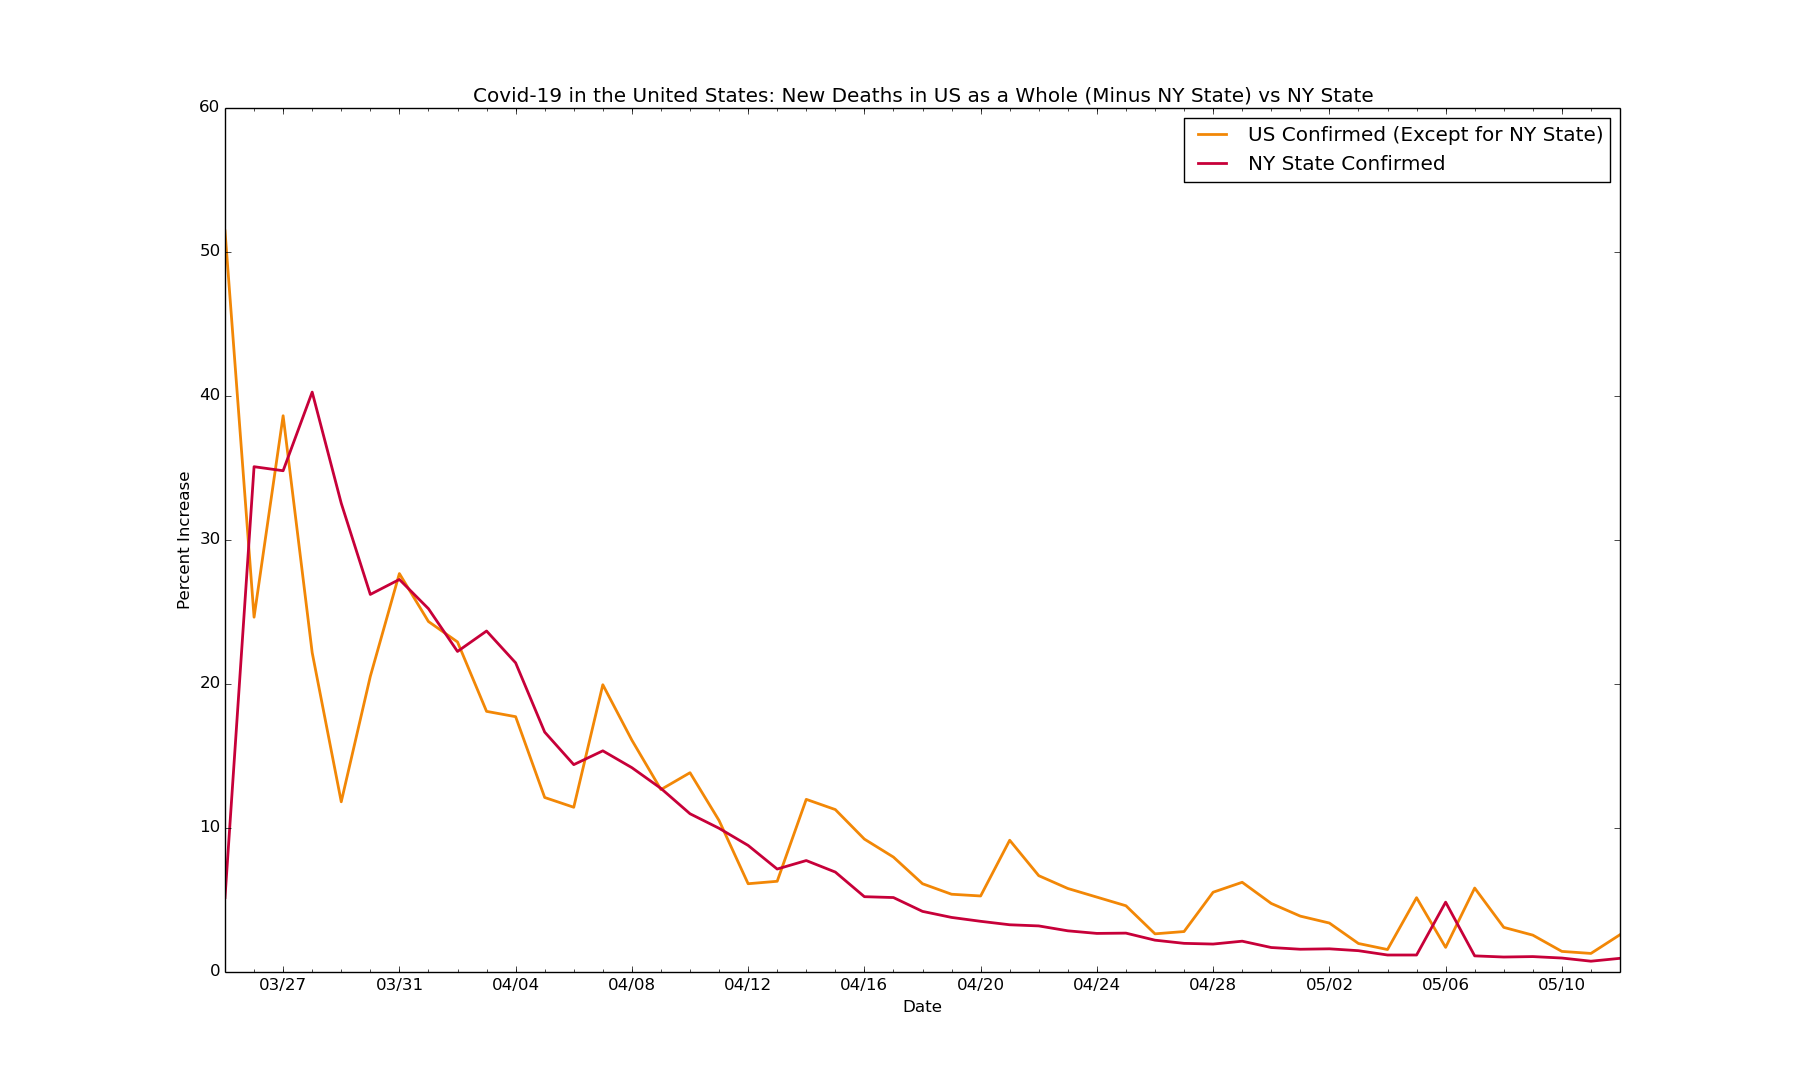 Covid-19 in the United States: New Deaths in US as a Whole (Minus NY State) vs NY State
US Confirmed (Except for NY State)
NY State Confirmed
Percent Increase
60
50
40
30
20
10
0
03/27 03/31 04/04 04/08 04/12 04/16 04/20 04/24 04/28 05/02 05/06 05/10
Date